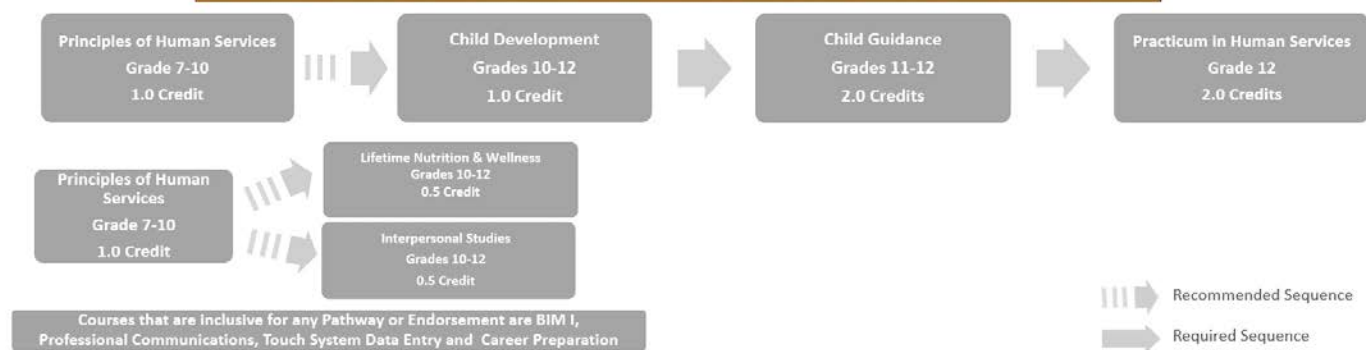 Principles of Human Services
Grade 7-10
1.0 Credit
Child Development
Grades 10-12
1.0 Credit
Child Guidance
Grades 11-12
2.0 Credits
Practicum in Human Services
Grade 12
2.0 Credits
Principles of Human
Services
Grade 7-10
1.0 Credit
Lifetime Nutrition & Wellness
Grades 10-12
0.5 Credit
Interpersonal Studies
Grades 10-12
0.5 Credit
Courses that are inclusive for any Pathway or Endorsement are BIM I,
Professional Communications, Touch System Data Entry and Career Preparation
Recommended Sequence
Required Sequence